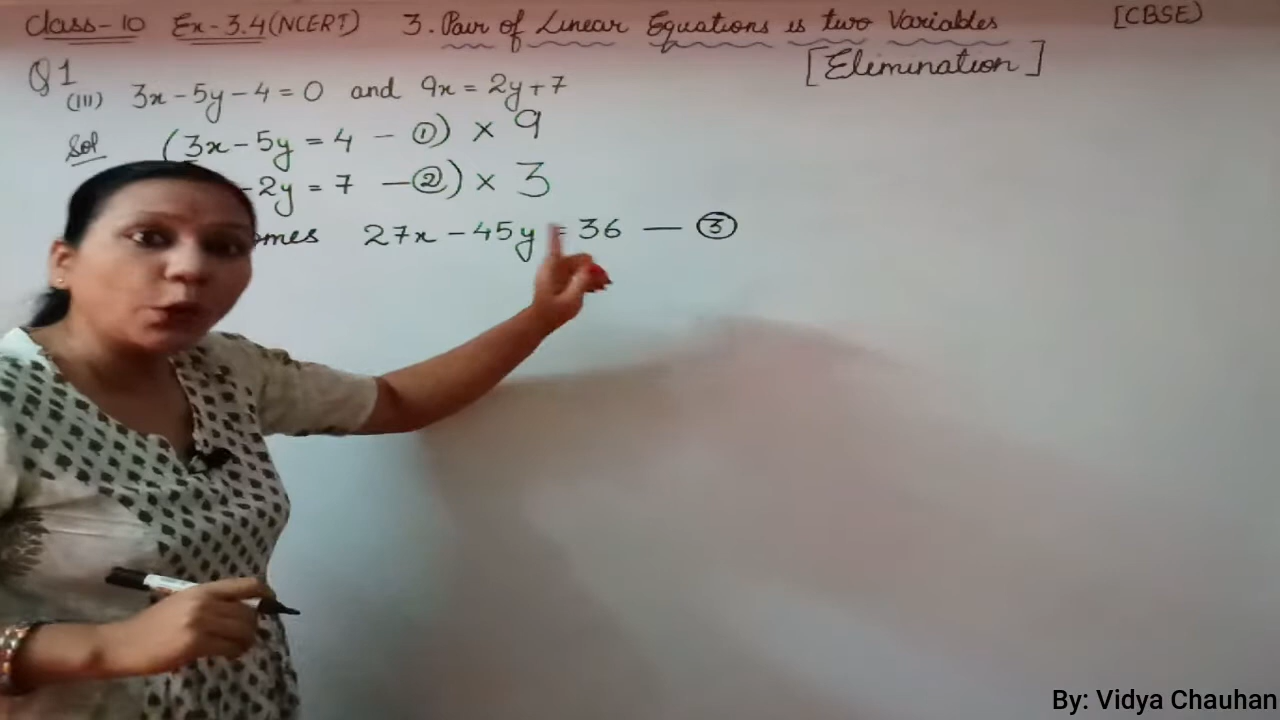 Class-10 Ex-3.4(NCERT) 3. Pair of Linear Equations is two Variables [CBSE)
[Elimination]
Q1
(III) 3x-5y-4=0 and 9x=2y+7
Sol (3x-5y=4 -①) × 9
-2y=7 -②) × 3
omes 27x-45y=36 - ③
By: Vidya Chauhan